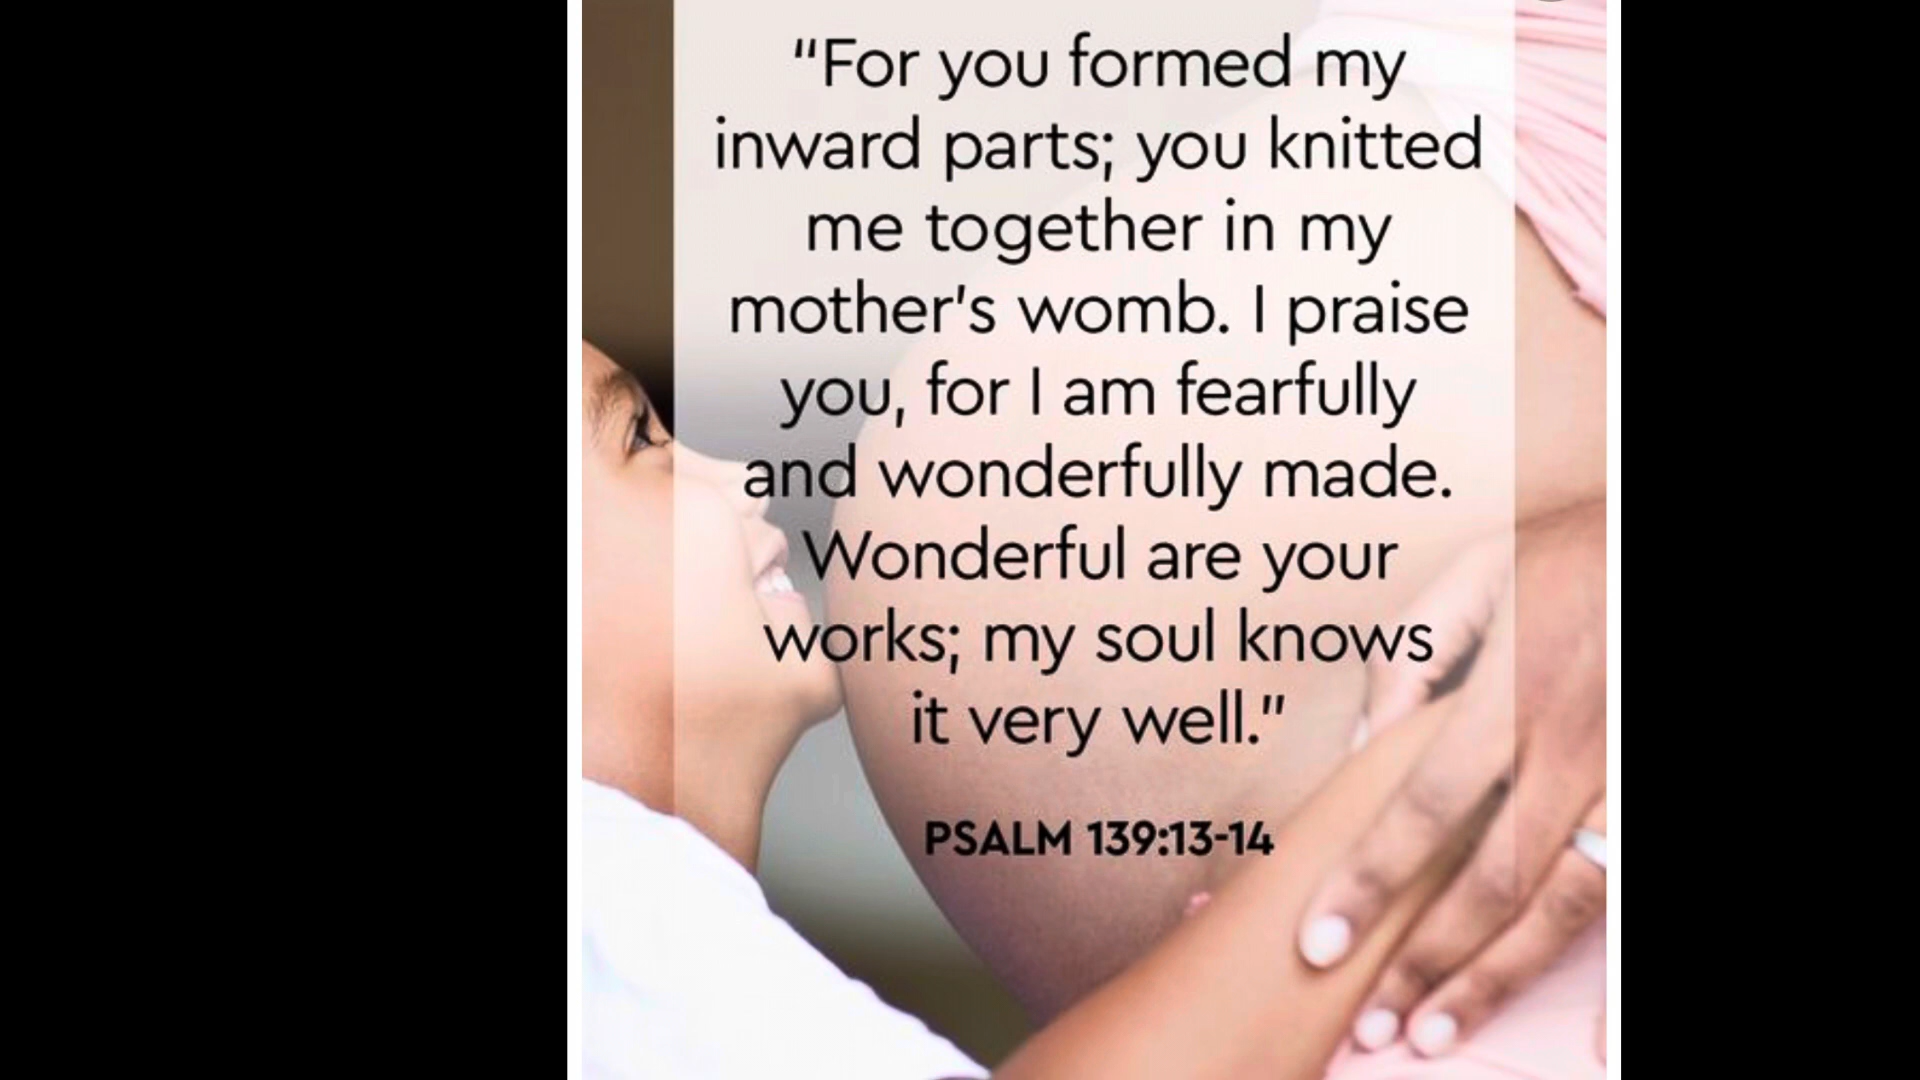 “For you formed my
inward parts; you knitted
me together in my
mother's womb. I praise
you, for I am fearfully
and wonderfully made.
Wonderful are your
works; my soul knows
it very well.”
PSALM 139:13-14